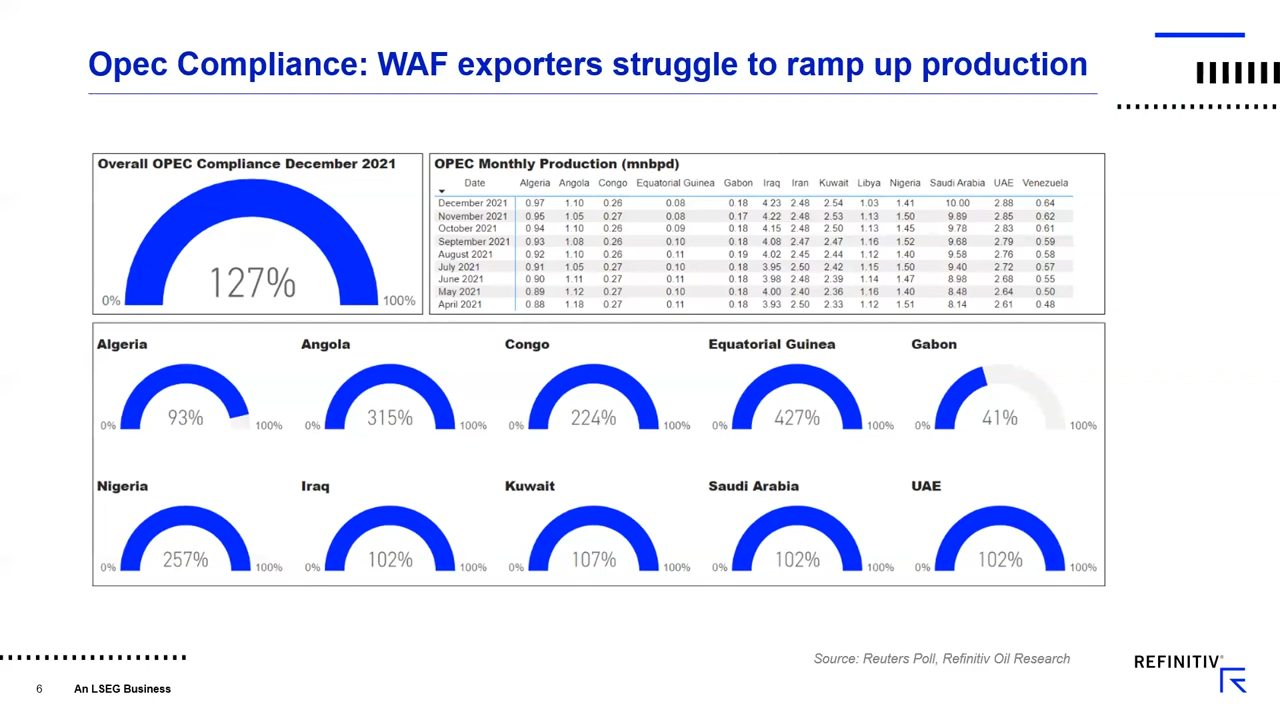 Opec Compliance: WAF exporters struggle to ramp up production
Overall OPEC Compliance December 2021
127%
0% 100%
OPEC Monthly Production (mnbpd)
Date Algeria Angola Congo Equatorial Guinea Gabon Iraq Iran Kuwait Libya Nigeria Saudi Arabia UAE Venezuela
December 2021 0.97 1.10 0.26 0.08 0.18 4.23 2.48 2.54 1.03 1.41 10.00 2.88 0.64
November 2021 0.95 1.05 0.27 0.08 0.17 4.22 2.48 2.53 1.13 1.50 9.89 2.85 0.62
October 2021 0.94 1.10 0.26 0.09 0.18 4.15 2.48 2.50 1.13 1.45 9.78 2.83 0.61
September 2021 0.93 1.08 0.26 0.10 0.18 4.08 2.47 2.47 1.16 1.52 9.68 2.79 0.59
August 2021 0.92 1.10 0.26 0.11 0.19 4.02 2.45 2.44 1.12 1.40 9.58 2.76 0.58
July 2021 0.91 1.05 0.27 0.10 0.18 3.95 2.50 2.42 1.15 1.50 9.40 2.72 0.57
June 2021 0.90 1.11 0.27 0.11 0.18 3.98 2.48 2.39 1.14 1.47 8.98 2.68 0.55
May 2021 0.89 1.12 0.27 0.10 0.18 4.00 2.40 2.36 1.16 1.40 8.48 2.64 0.50
April 2021 0.88 1.18 0.27 0.11 0.18 3.93 2.50 2.33 1.12 1.51 8.14 2.61 0.48
Algeria Angola Congo Equatorial Guinea Gabon
93% 315% 224% 427% 41%
0% 100% 0% 100% 0% 100% 0% 100% 0% 100%
Nigeria Iraq Kuwait Saudi Arabia UAE
257% 102% 107% 102% 102%
0% 100% 0% 100% 0% 100% 0% 100% 0% 100%
Source: Reuters Poll, Refinitiv Oil Research
REFINITIV®
6 An LSEG Business